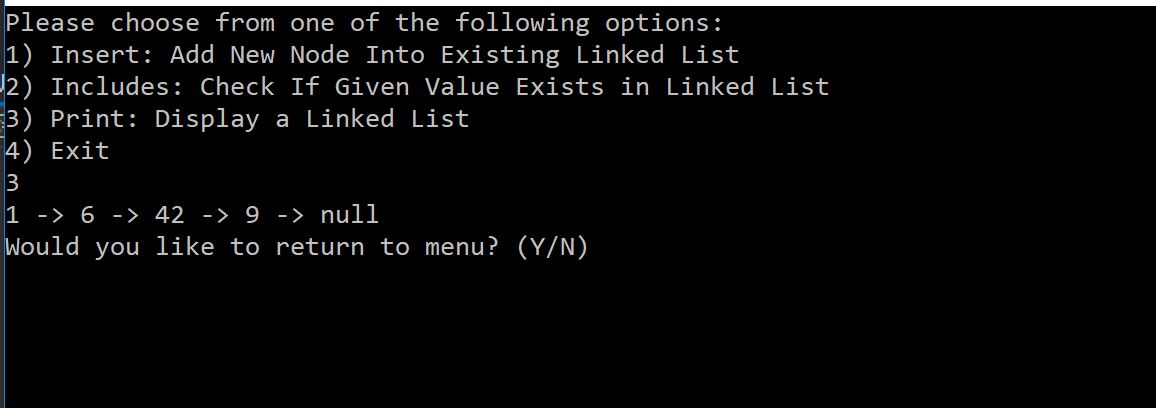 Please choose from one of the following options:
1) Insert: Add New Node Into Existing Linked List
2) Includes: Check If Given Value Exists in Linked List
3) Print: Display a Linked List
4) Exit
3
1 -> 6 -> 42 -> 9 -> null
Would you like to return to menu? (Y/N)